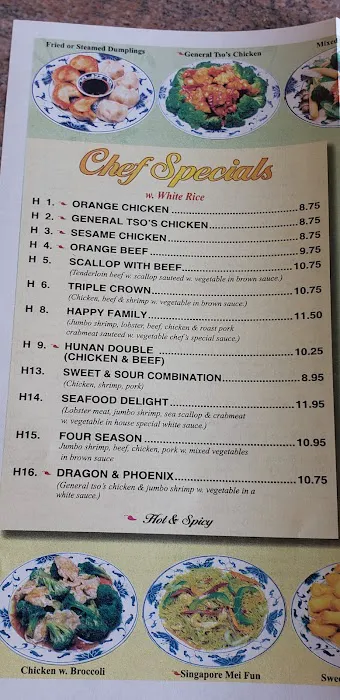 Fried or Steamed Dumplings
General Tso's Chicken
Mixed
Chef Specials
w. White Rice
H 1. ORANGE CHICKEN 8.75
H 2. GENERAL TSO'S CHICKEN 8.75
H 3. SESAME CHICKEN 8.75
H 4. ORANGE BEEF 9.75
H 5. SCALLOP WITH BEEF 10.75
(Tenderloin beef w. scallop sauteed w. vegetable in brown sauce.)
H 6. TRIPLE CROWN 10.75
(Chicken, beef & shrimp w. vegetable in brown sauce.)
H 8. HAPPY FAMILY 11.50
(Jumbo shrimp, lobster, beef, chicken & roast pork
crabmeat sauteed w. vegetable chef's special sauce.)
H 9. HUNAN DOUBLE 10.25
(CHICKEN & BEEF)
H13. SWEET & SOUR COMBINATION 8.95
(Chicken, shrimp, pork)
H14. SEAFOOD DELIGHT 11.95
(Lobster meat, jumbo shrimp, sea scallop & crabmeat
w. vegetable in house special white sauce.)
H15. FOUR SEASON 10.95
Jumbo shrimp, beef, chicken, pork w. mixed vegetables
in brown sauce
H16. DRAGON & PHOENIX 10.75
(General tso's chicken & jumbo shrimp w. vegetable in a
white sauce.)
Hot & Spicy
Chicken w. Broccoli
Singapore Mei Fun
Swee